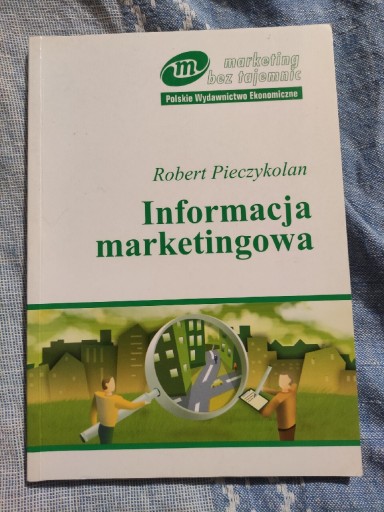 m marketing
bez tajemnic
Polskie Wydawnictwo Ekonomiczne
Robert Pieczykolan
Informacja
marketingowa